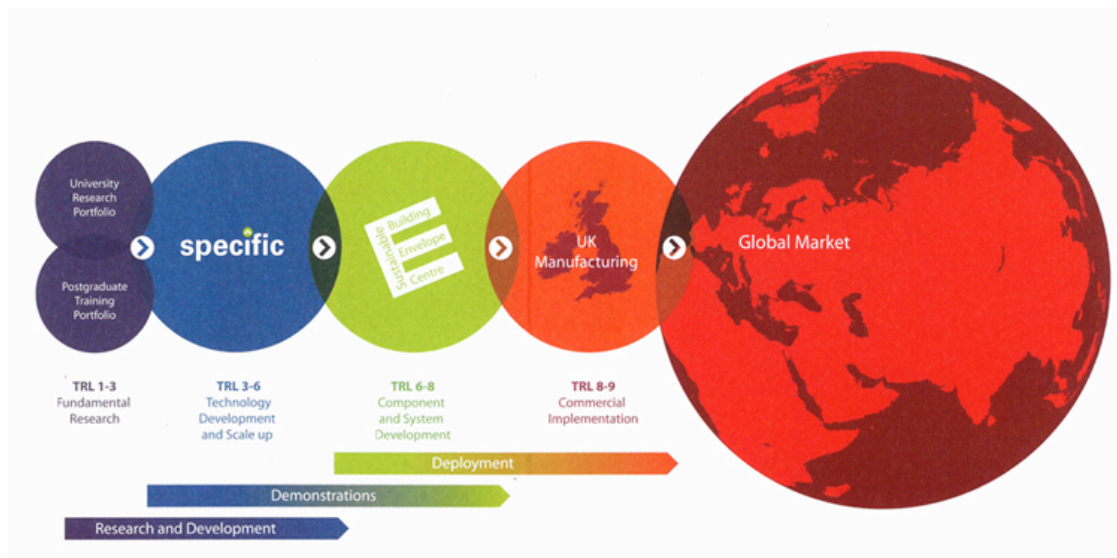 University
Research
Portfolio
Postgraduate
Training
Portfolio
specific
Sustainable
Building
Envelope
Centre
UK
Manufacturing
Global Market
TRL 1-3
Fundamental
Research
TRL 3-6
Technology
Development
and Scale up
TRL 6-8
Component
and System
Development
TRL 8-9
Commercial
Implementation
Deployment
Demonstrations
Research and Development